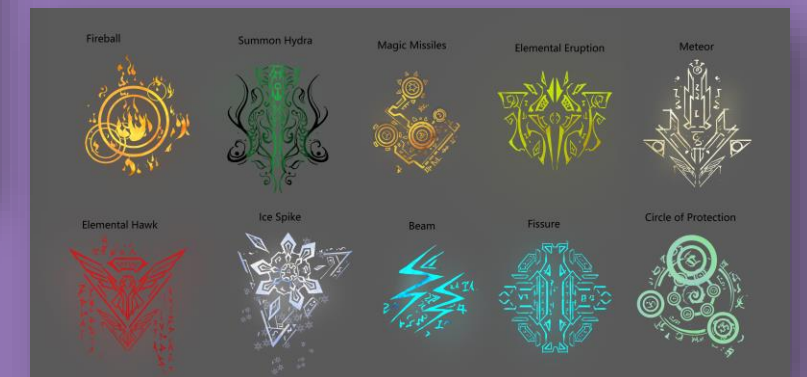 Fireball
Summon Hydra
Magic Missiles
Elemental Eruption
Meteor
Elemental Hawk
Ice Spike
Beam
Fissure
Circle of Protection